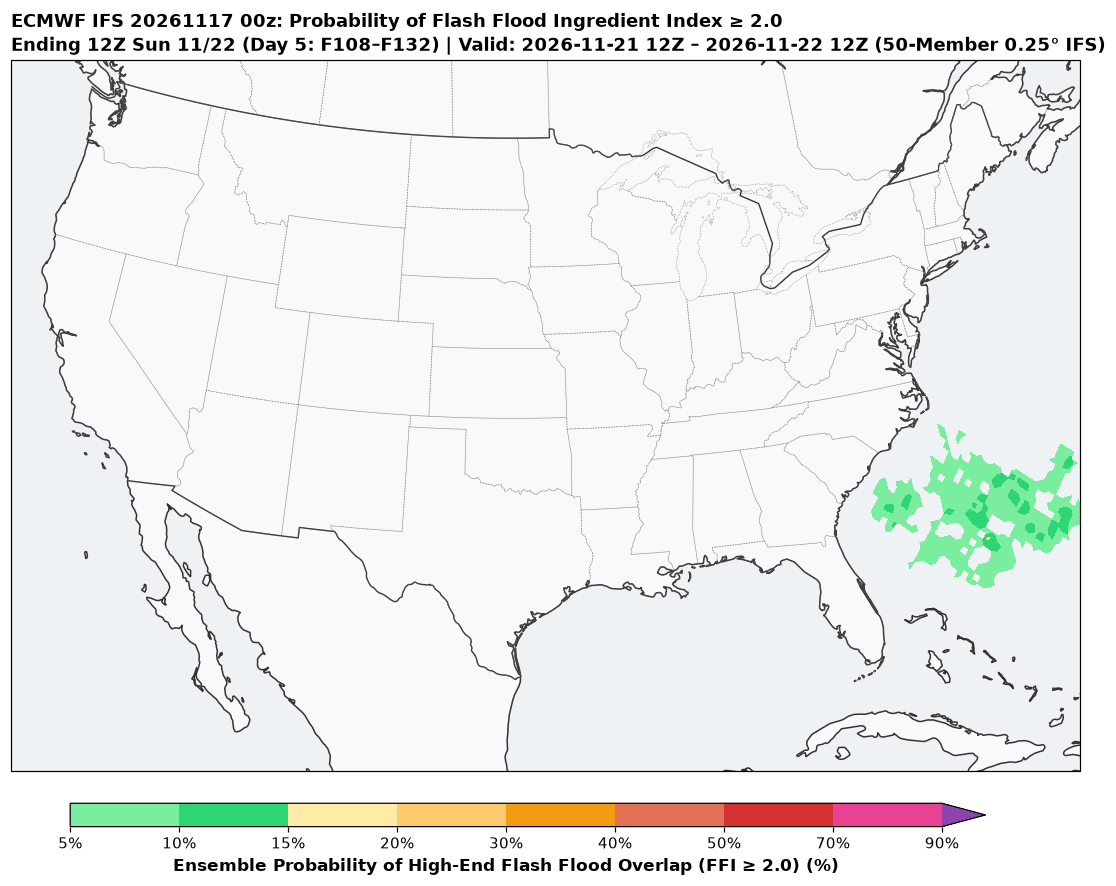 ECMWF IFS 20261117 00z: Probability of Flash Flood Ingredient Index ≥ 2.0
Ending 12Z Sun 11/22 (Day 5: F108–F132) | Valid: 2026-11-21 12Z – 2026-11-22 12Z (50-Member 0.25° IFS)
5% 10% 15% 20% 30% 40% 50% 70% 90%
Ensemble Probability of High-End Flash Flood Overlap (FFI ≥ 2.0) (%)